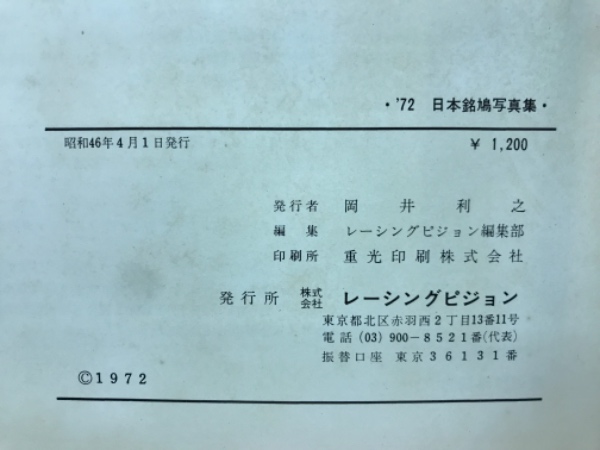 ・'72 日本銘鳩写真集・
昭和46年4月1日発行 ¥ 1,200
発行者 岡井利之
編集 レーシングピジョン編集部
印刷所 重光印刷株式会社
発行所 株式会社 レーシングピジョン
東京都北区赤羽西2丁目13番11号
電話(03)900-8521番(代表)
振替口座 東京36131番
©1972